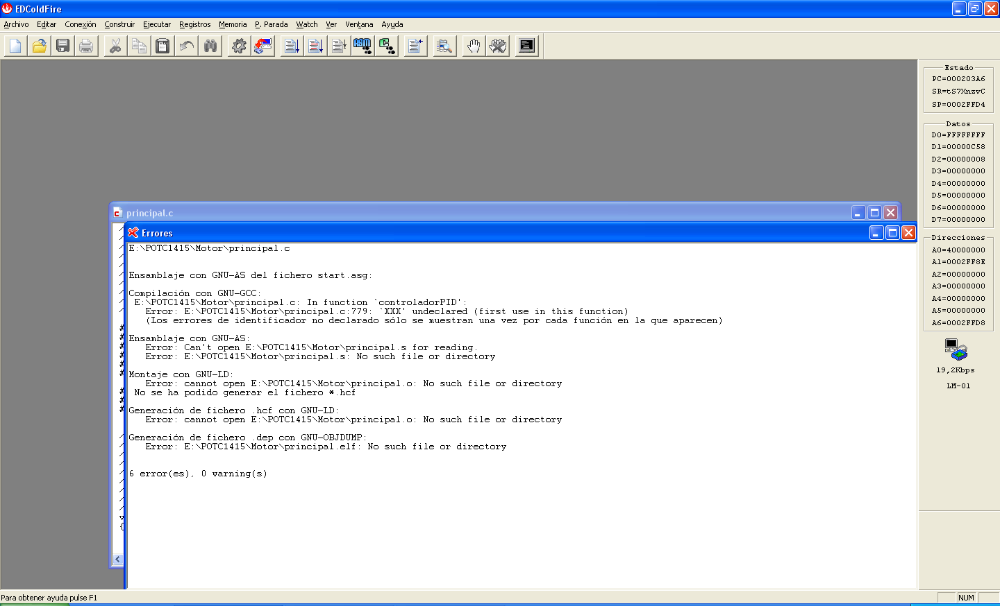 EDColdFire
Archivo Editar Conexión Construir Ejecutar Registros Memoria P. Parada Watch Ver Ventana Ayuda
ASM C
principal.c
Errores
E:\POTC1415\Motor\principal.c
Ensamblaje con GNU-AS del fichero start.asg:
Compilación con GNU-GCC:
E:\POTC1415\Motor\principal.c: In function `controladorPID':
Error: E:\POTC1415\Motor\principal.c:779: `XXX' undeclared (first use in this function)
(Los errores de identificador no declarado sólo se muestran una vez por cada función en la que aparecen)
Ensamblaje con GNU-AS:
Error: Can't open E:\POTC1415\Motor\principal.s for reading.
Error: E:\POTC1415\Motor\principal.s: No such file or directory
Montaje con GNU-LD:
Error: cannot open E:\POTC1415\Motor\principal.o: No such file or directory
No se ha podido generar el fichero *.hcf
Generación de fichero .hcf con GNU-LD:
Error: cannot open E:\POTC1415\Motor\principal.o: No such file or directory
Generación de fichero .dep con GNU-OBJDUMP:
Error: E:\POTC1415\Motor\principal.elf: No such file or directory
6 error(es), 0 warning(s)
Estado
PC=000203A6
SR=tS7XnzvC
SP=0002FFD4
Datos
D0=FFFFFFFF
D1=00000C58
D2=00000008
D3=00000000
D4=00000000
D5=00000000
D6=00000000
D7=00000000
Direcciones
A0=40000000
A1=0002FF8E
A2=00000000
A3=00000000
A4=00000000
A5=00000000
A6=0002FFD8
19,2Kbps
LM-01
Para obtener ayuda pulse F1
NUM